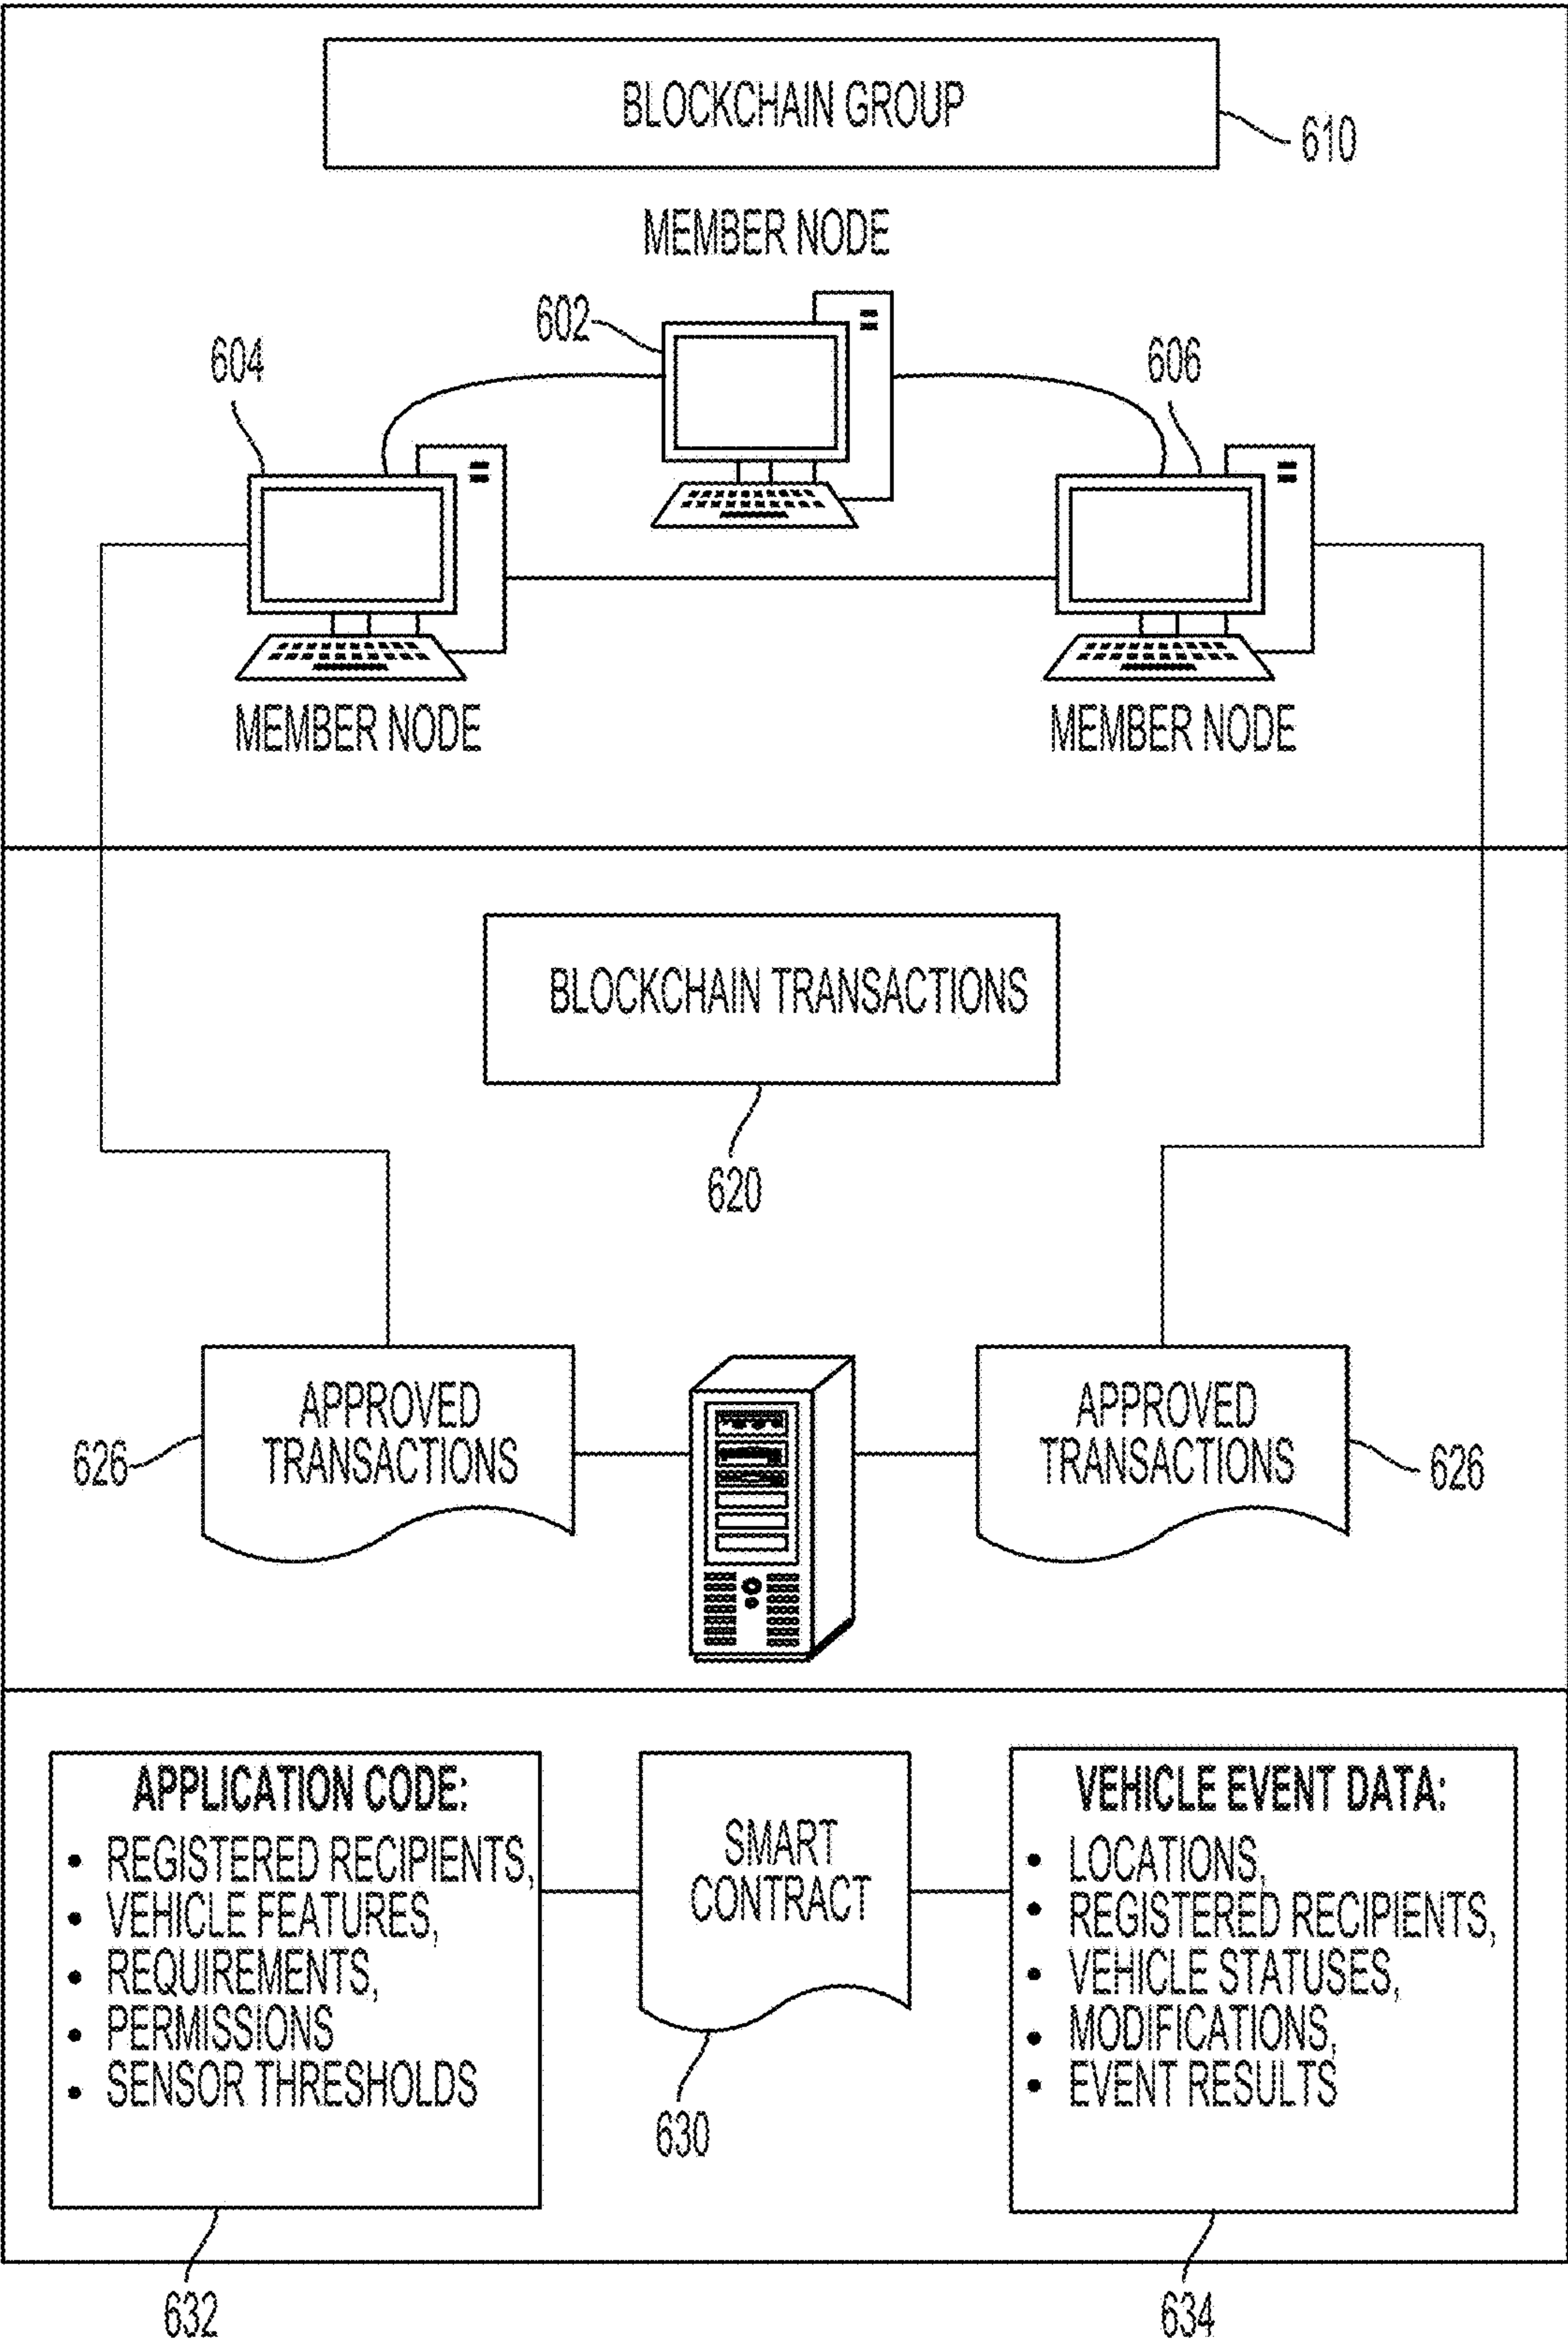 BLOCKCHAIN GROUP
610
MEMBER NODE
602
604
606
MEMBER NODE
MEMBER NODE
BLOCKCHAIN TRANSACTIONS
620
APPROVED
TRANSACTIONS
626
APPROVED
TRANSACTIONS
626
APPLICATION CODE:
• REGISTERED RECIPIENTS,
• VEHICLE FEATURES,
• REQUIREMENTS,
• PERMISSIONS
• SENSOR THRESHOLDS
632
SMART
CONTRACT
630
VEHICLE EVENT DATA:
• LOCATIONS,
• REGISTERED RECIPIENTS,
• VEHICLE STATUSES,
• MODIFICATIONS,
• EVENT RESULTS
634